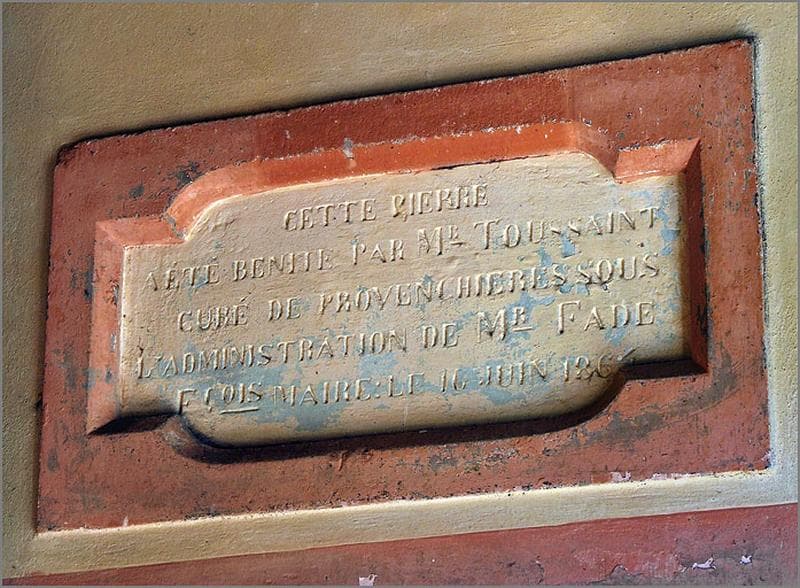 CETTE PIERRE
A ÉTÉ BENITE PAR MR TOUSSAINT
CURÉ DE PROVENCHIERES SOUS
L'ADMINISTRATION DE MR FADE
FÇOIS MAIRE: LE 16 JUIN